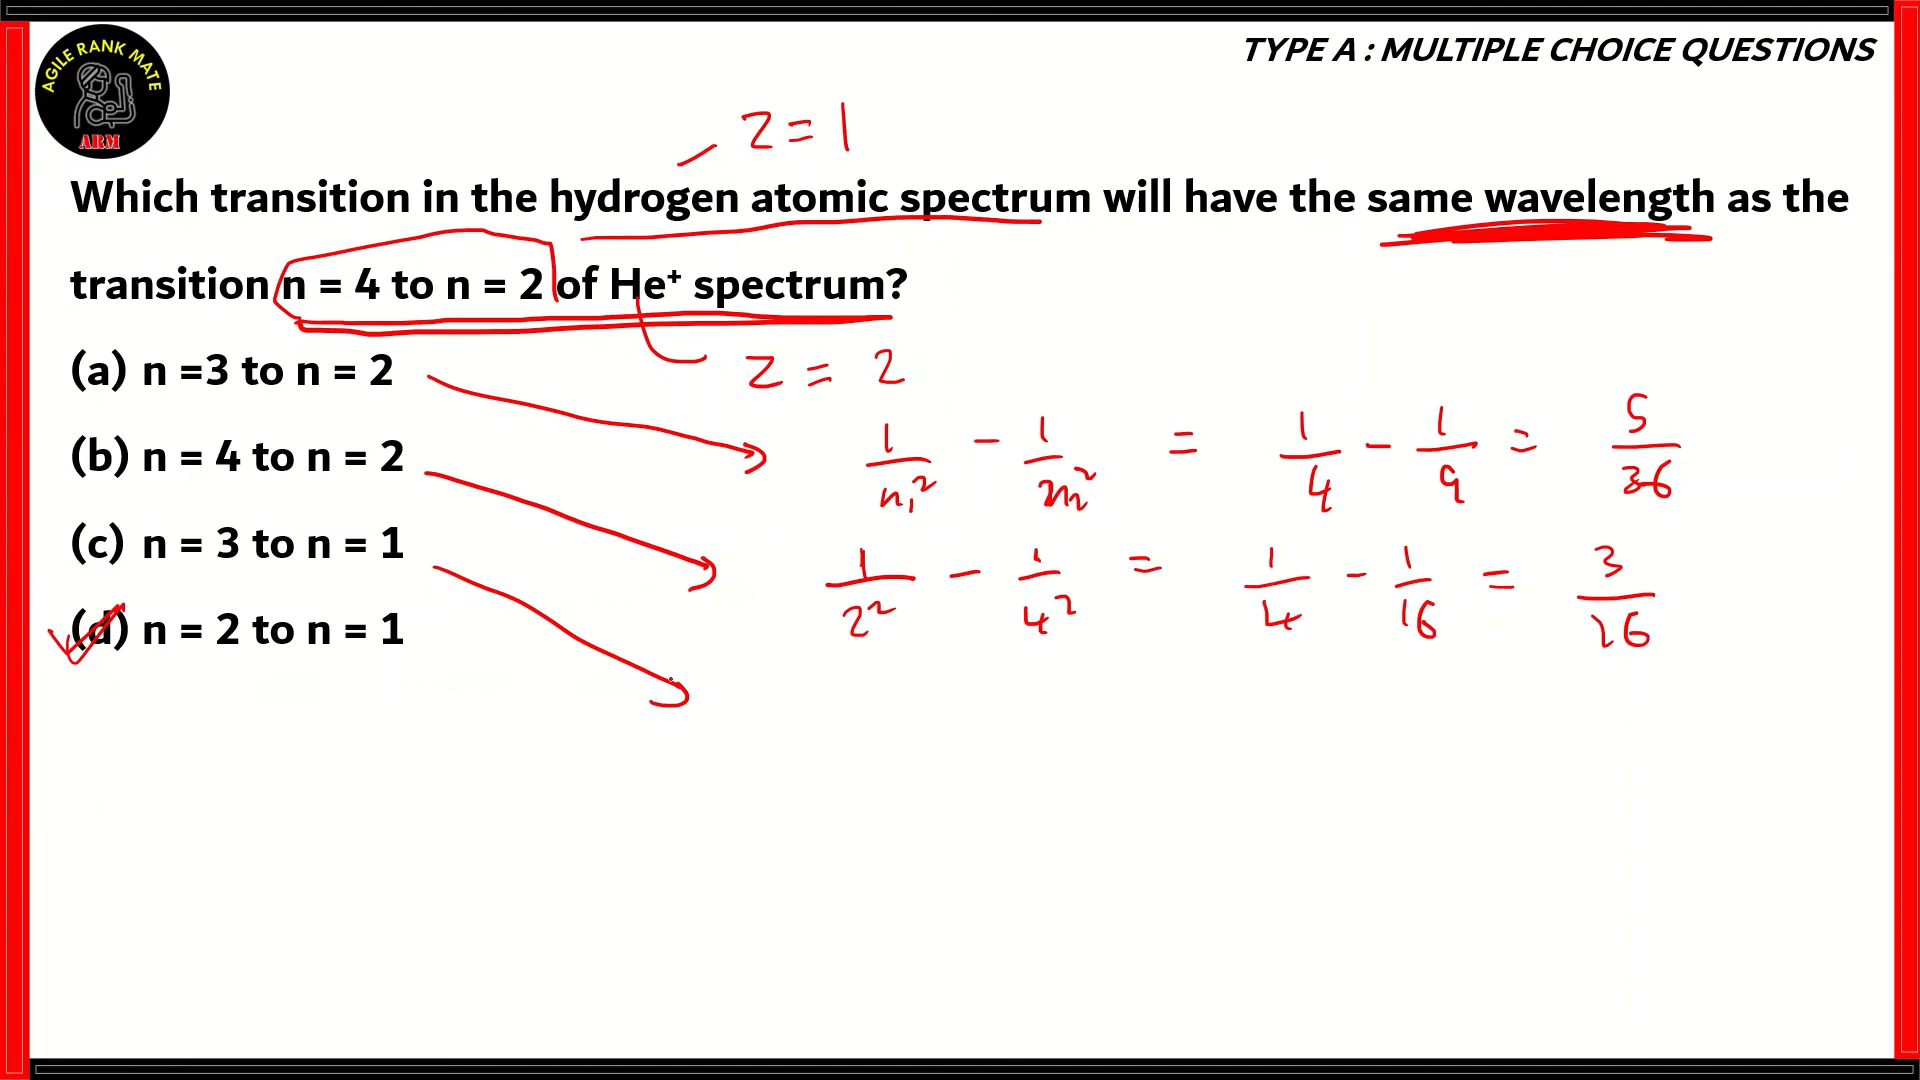 AGILE RANK MATE
ARM
TYPE A : MULTIPLE CHOICE QUESTIONS
z = 1
Which transition in the hydrogen atomic spectrum will have the same wavelength as the
transition n = 4 to n = 2 of He⁺ spectrum?
(a) n =3 to n = 2
z = 2
1/n₁² - 1/n₂² = 1/4 - 1/9 = 5/36
(b) n = 4 to n = 2
(c) n = 3 to n = 1
1/2² - 1/4² = 1/4 - 1/16 = 3/16
(d) n = 2 to n = 1